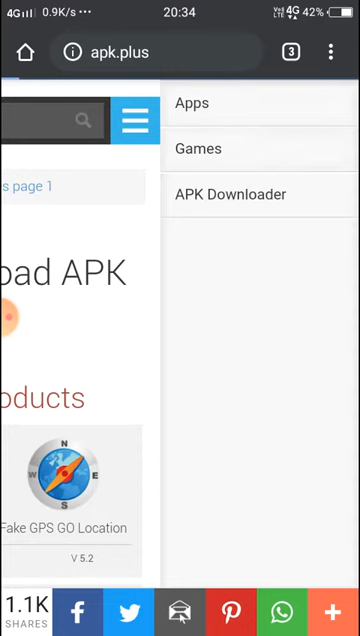 4G 0.9K/s ••• 20:34 VoD LTE 4G 42%
apk.plus 3
Apps
Games
APK Downloader
s page 1
oad APK
oducts
N
W E
S
Fake GPS GO Location
V 5.2
1.1K
SHARES